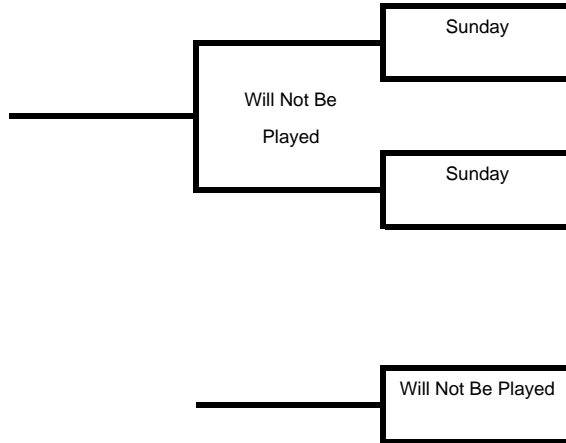 Sunday
Will Not Be
Played
Sunday
Will Not Be Played